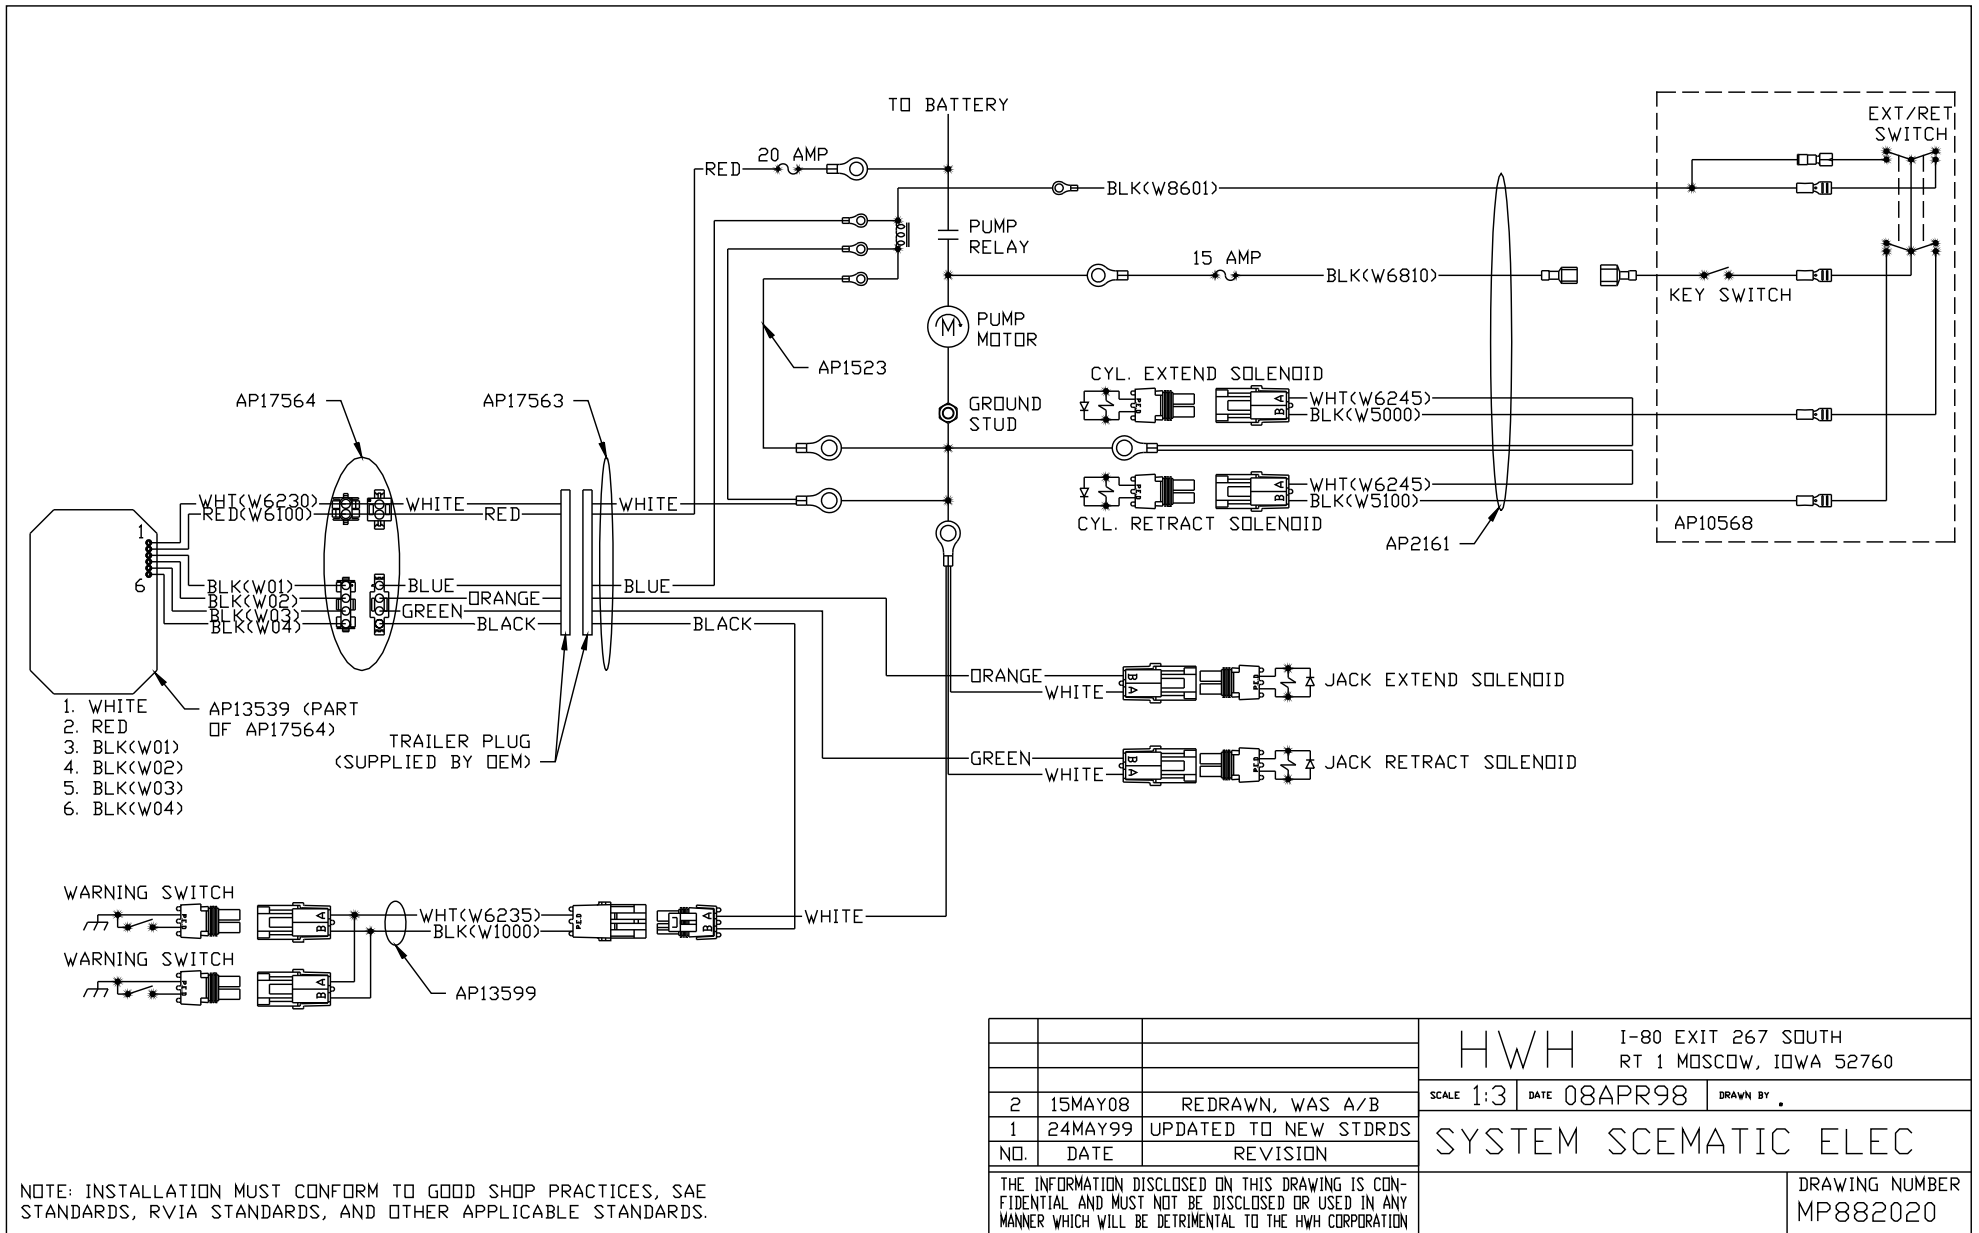 TO BATTERY
EXT/RET
SWITCH
RED
20 AMP
BLK(W8601)
PUMP
RELAY
15 AMP
BLK(W6810)
KEY SWITCH
PUMP
MOTOR
AP1523
CYL. EXTEND SOLENOID
WHT(W6245)
BLK(W5000)
A
B
P.E.D
GROUND
STUD
AP17564
AP17563
WHT(W6245)
BLK(W5100)
A
B
P.E.D
CYL. RETRACT SOLENOID
AP10568
AP2161
M
WHT(W6230)
RED(W6100)
WHITE
RED
WHITE
1
6
BLK(W01)
BLK(W02)
BLK(W03)
BLK(W04)
BLUE
ORANGE
GREEN
BLACK
BLUE
BLACK
ORANGE
WHITE
B
A
P.E.D
JACK EXTEND SOLENOID
1. WHITE
2. RED
3. BLK(W01)
4. BLK(W02)
5. BLK(W03)
6. BLK(W04)
AP13539 (PART
OF AP17564)
TRAILER PLUG
(SUPPLIED BY OEM)
GREEN
WHITE
B
A
P.E.D
JACK RETRACT SOLENOID
WARNING SWITCH
P.E.D
A
B
WHT(W6235)
BLK(W1000)
P.E.D
A
B
WHITE
WARNING SWITCH
P.E.D
A
B
AP13599
2 15MAY08 REDRAWN, WAS A/B
1 24MAY99 UPDATED TO NEW STDRDS
NO. DATE REVISION
THE INFORMATION DISCLOSED ON THIS DRAWING IS CON-
FIDENTIAL AND MUST NOT BE DISCLOSED OR USED IN ANY
MANNER WHICH WILL BE DETRIMENTAL TO THE HWH CORPORATION
HWH
I-80 EXIT 267 SOUTH
RT 1 MOSCOW, IOWA 52760
SCALE 1:3 DATE 08APR98 DRAWN BY .
SYSTEM SCEMATIC ELEC
DRAWING NUMBER
MP882020
NOTE: INSTALLATION MUST CONFORM TO GOOD SHOP PRACTICES, SAE
STANDARDS, RVIA STANDARDS, AND OTHER APPLICABLE STANDARDS.